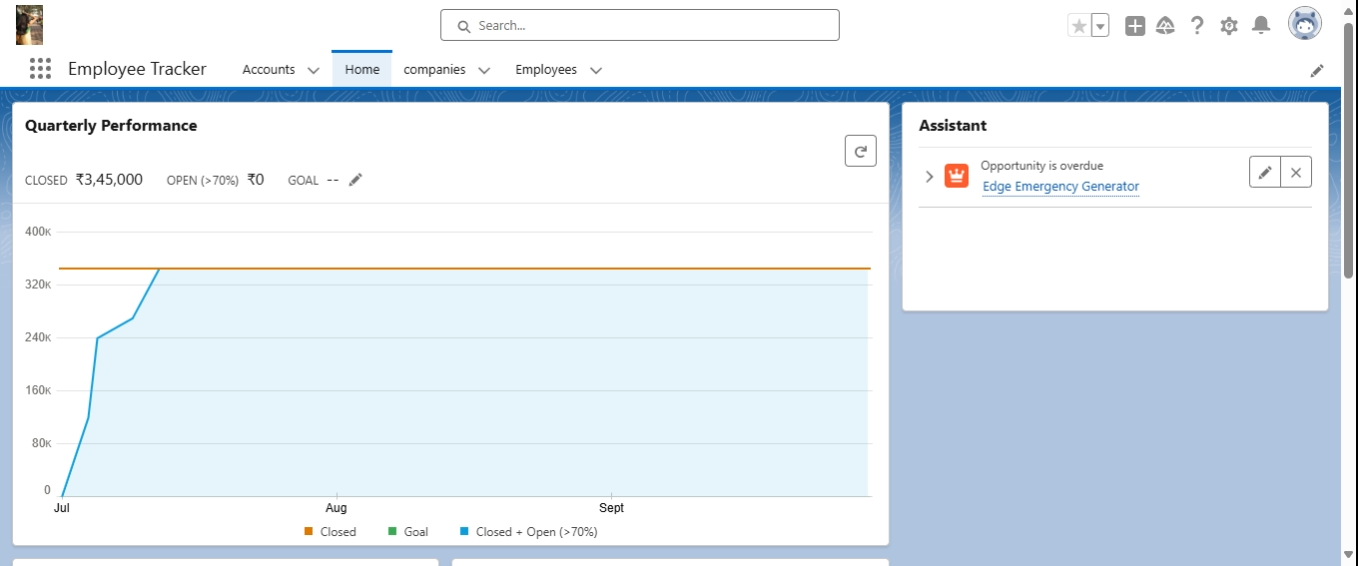 Search...
Employee Tracker Accounts Home companies Employees
Quarterly Performance
CLOSED ₹3,45,000 OPEN (>70%) ₹0 GOAL --
400K
320K
240K
160K
80K
0
Jul Aug Sept
Closed Goal Closed + Open (>70%)
Assistant
Opportunity is overdue
Edge Emergency Generator